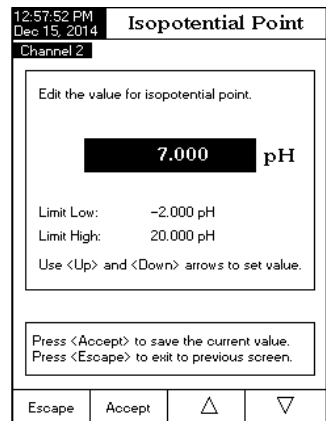 12:57:52 PM
Dec 15, 2014
Isopotential Point
Channel 2
Edit the value for isopotential point.
7.000 pH
Limit Low: -2.000 pH
Limit High: 20.000 pH
Use <Up> and <Down> arrows to set value.
Press <Accept> to save the current value.
Press <Escape> to exit to previous screen.
Escape Accept △ ▽